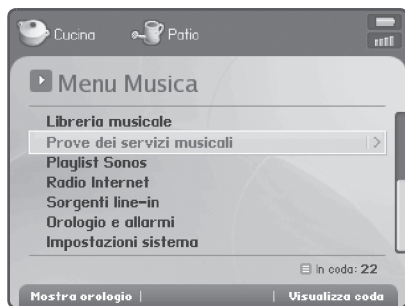 Cucina Patio
Menu Musica
Libreria musicale
Prove dei servizi musicali
Playlist Sonos
Radio Internet
Sorgenti line-in
Orologio e allarmi
Impostazioni sistema
In coda: 22
Mostra orologio | | Visualizza coda